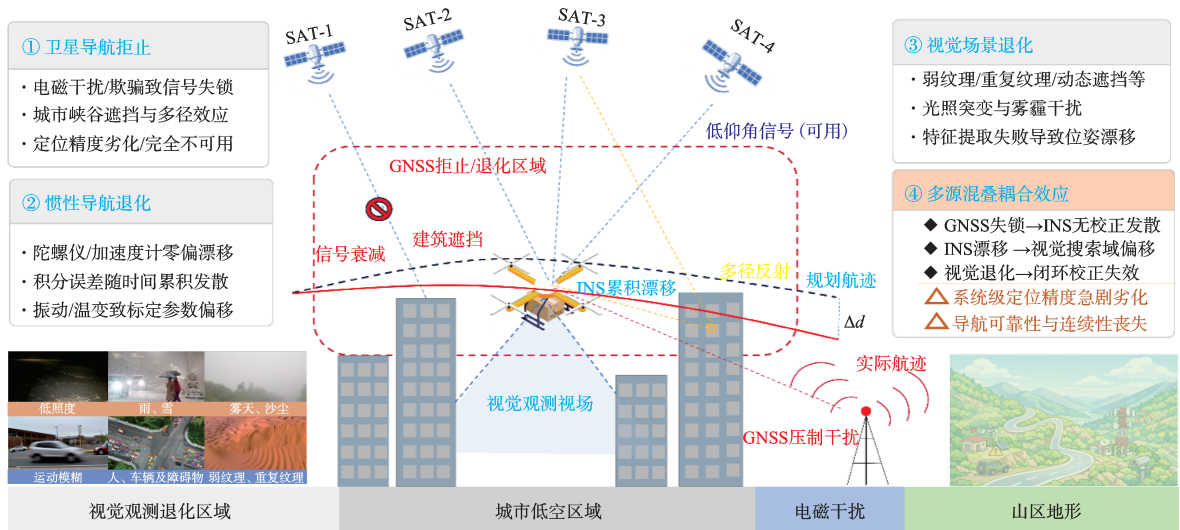 ① 卫星导航拒止
· 电磁干扰/欺骗致信号失锁
· 城市峡谷遮挡与多径效应
· 定位精度劣化/完全不可用
② 惯性导航退化
· 陀螺仪/加速度计零偏漂移
· 积分误差随时间累积发散
· 振动/温变致标定参数偏移
SAT-1
SAT-2
SAT-3
SAT-4
低仰角信号 (可用)
GNSS拒止/退化区域
信号衰减
建筑遮挡
多径反射
INS累积漂移
规划航迹
Δd
实际航迹
视觉观测视场
GNSS压制干扰
③ 视觉场景退化
· 弱纹理/重复纹理/动态遮挡等
· 光照突变与雾霾干扰
· 特征提取失败导致位姿漂移
④ 多源混叠耦合效应
◆ GNSS失锁→INS无校正发散
◆ INS漂移→视觉搜索域偏移
◆ 视觉退化→闭环校正失效
△ 系统级定位精度急剧劣化
△ 导航可靠性与连续性丧失
低照度
雨、雪
雾天、沙尘
运动模糊
人、车辆及障碍物
弱纹理、重复纹理
视觉观测退化区域
城市低空区域
电磁干扰
山区地形